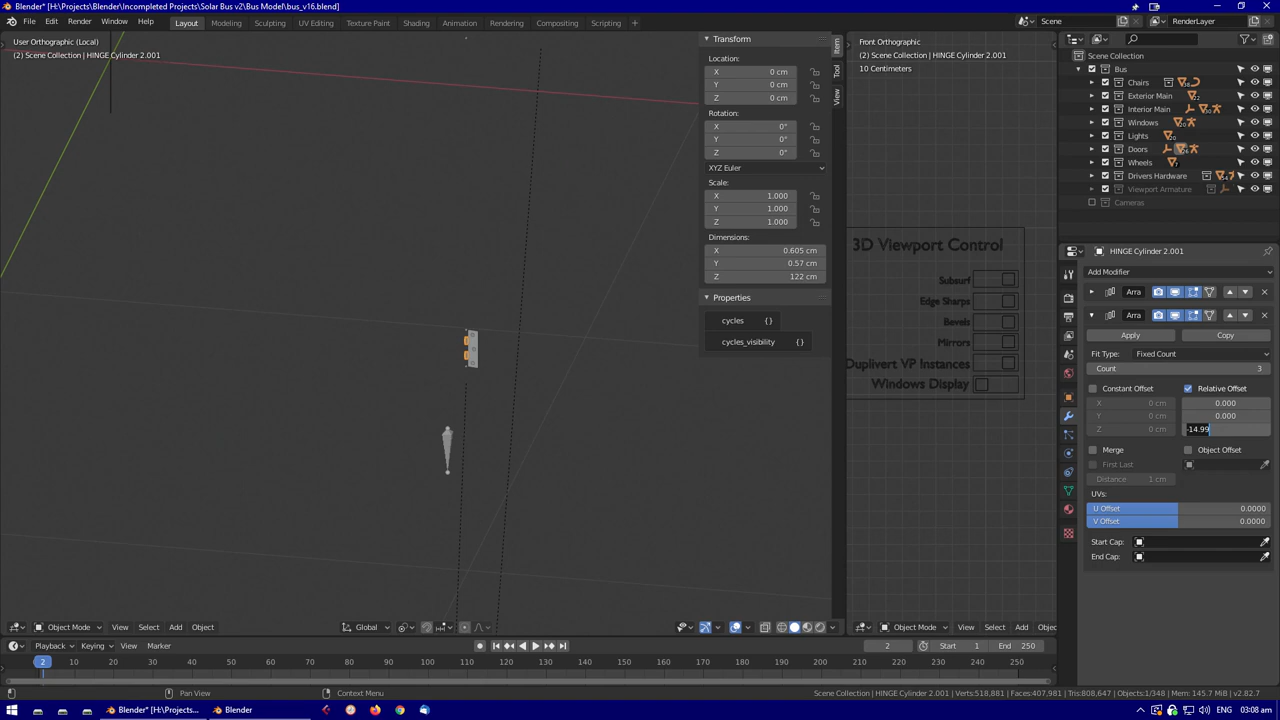 Blender* [H:\Projects\Blender\Incompleted Projects\Solar Bus v2\Bus Model\bus_v16.blend]
File Edit Render Window Help Layout Modeling Sculpting UV Editing Texture Paint Shading Animation Rendering Compositing Scripting Scene RenderLayer
User Orthographic (Local)
(2) Scene Collection | HINGE Cylinder 2.001
Transform
Location:
X 0 cm
Y 0 cm
Z 0 cm
Rotation:
X 0°
Y 0°
Z 0°
XYZ Euler
Scale:
X 1.000
Y 1.000
Z 1.000
Dimensions:
X 0.605 cm
Y 0.57 cm
Z 122 cm
Properties
cycles {}
cycles_visibility {}
Item
Tool
View
Front Orthographic
(2) Scene Collection | HINGE Cylinder 2.001
10 Centimeters
3D Viewport Control
Subsurf
Edge Sharps
Bevels
Mirrors
Duplivert VP Instances
Windows Display
Scene Collection
Bus
Chairs
Exterior Main
Interior Main
Windows
Lights
Doors
Wheels
Drivers Hardware
Viewport Armature
Cameras
HINGE Cylinder 2.001
Add Modifier
Arra
Arra
Apply Copy
Fit Type: Fixed Count
Count 3
Constant Offset Relative Offset
X 0 cm 0.000
Y 0 cm 0.000
Z 0 cm -14.99
Merge Object Offset
First Last
Distance 1 cm
UVs:
U Offset 0.0000
V Offset 0.0000
Start Cap:
End Cap:
Object Mode View Select Add Object Global Object Mode View Select Add Objec
Playback Keying View Marker 2 Start 1 End 250
2 10 20 30 40 50 60 70 80 90 100 110 120 130 140 150 160 170 180 190 200 210 220 230 240 250
Pan View Context Menu Scene Collection | HINGE Cylinder 2.001 | Verts:518,881 | Faces:407,981 | Tris:808,647 | Objects:1/348 | Mem: 145.7 MiB | v2.82.7
Blender* [H:\Projects... Blender ENG 03:08 am